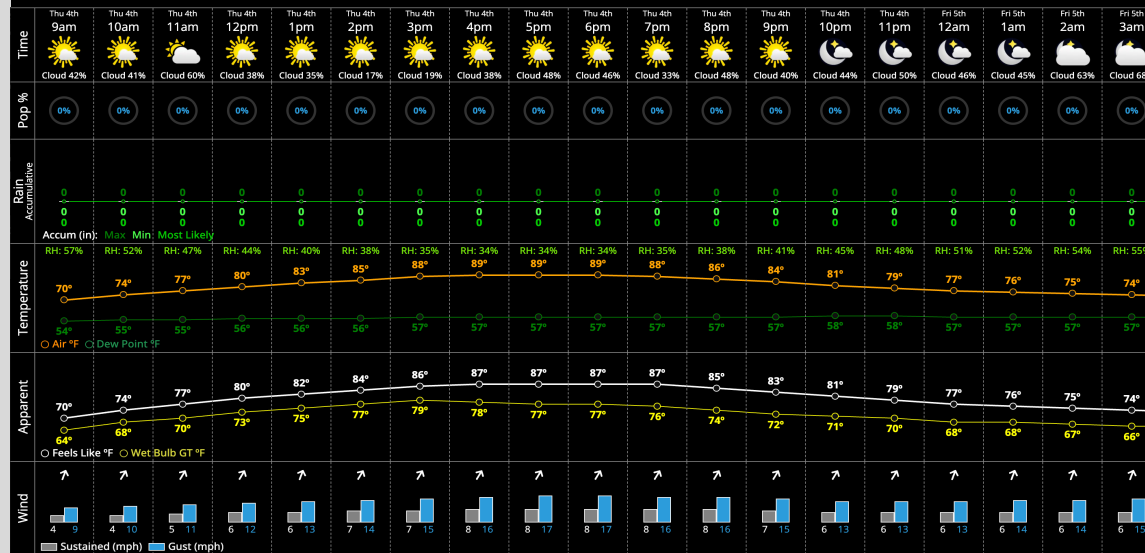 Time
Thu 4th Thu 4th Thu 4th Thu 4th Thu 4th Thu 4th Thu 4th Thu 4th Thu 4th Thu 4th Thu 4th Thu 4th Thu 4th Thu 4th Thu 4th Fri 5th Fri 5th Fri 5th Fri 5th
9am 10am 11am 12pm 1pm 2pm 3pm 4pm 5pm 6pm 7pm 8pm 9pm 10pm 11pm 12am 1am 2am 3am
Cloud 42% Cloud 41% Cloud 60% Cloud 38% Cloud 35% Cloud 17% Cloud 19% Cloud 38% Cloud 48% Cloud 46% Cloud 33% Cloud 48% Cloud 40% Cloud 44% Cloud 50% Cloud 46% Cloud 45% Cloud 63% Cloud 68
Pop %
0% 0% 0% 0% 0% 0% 0% 0% 0% 0% 0% 0% 0% 0% 0% 0% 0% 0% 0%
Rain
Accumulative
0 0 0 0 0 0 0 0 0 0 0 0 0 0 0 0 0 0 0
0 0 0 0 0 0 0 0 0 0 0 0 0 0 0 0 0 0 0
0 0 0 0 0 0 0 0 0 0 0 0 0 0 0 0 0 0 0
Accum (in): Max Min Most Likely
Temperature
RH: 57% RH: 52% RH: 47% RH: 44% RH: 40% RH: 38% RH: 35% RH: 34% RH: 34% RH: 34% RH: 35% RH: 38% RH: 41% RH: 45% RH: 48% RH: 51% RH: 52% RH: 54% RH: 55%
70° 74° 77° 80° 83° 85° 88° 89° 89° 89° 88° 86° 84° 81° 79° 77° 76° 75° 74°
54° 55° 55° 56° 56° 56° 57° 57° 57° 57° 57° 57° 57° 58° 58° 57° 57° 57° 57°
Air ºF Dew Point ºF
Apparent
70° 74° 77° 80° 82° 84° 86° 87° 87° 87° 87° 85° 83° 81° 79° 77° 76° 75° 74°
64° 68° 70° 73° 75° 77° 79° 78° 77° 77° 76° 74° 72° 71° 70° 68° 68° 67° 66°
Feels Like ºF Wet Bulb GT ºF
Wind
4 9 4 10 5 11 6 12 6 13 7 14 7 15 8 16 8 17 8 17 8 16 8 16 7 15 6 13 6 13 6 13 6 14 6 14 6 15
Sustained (mph) Gust (mph)